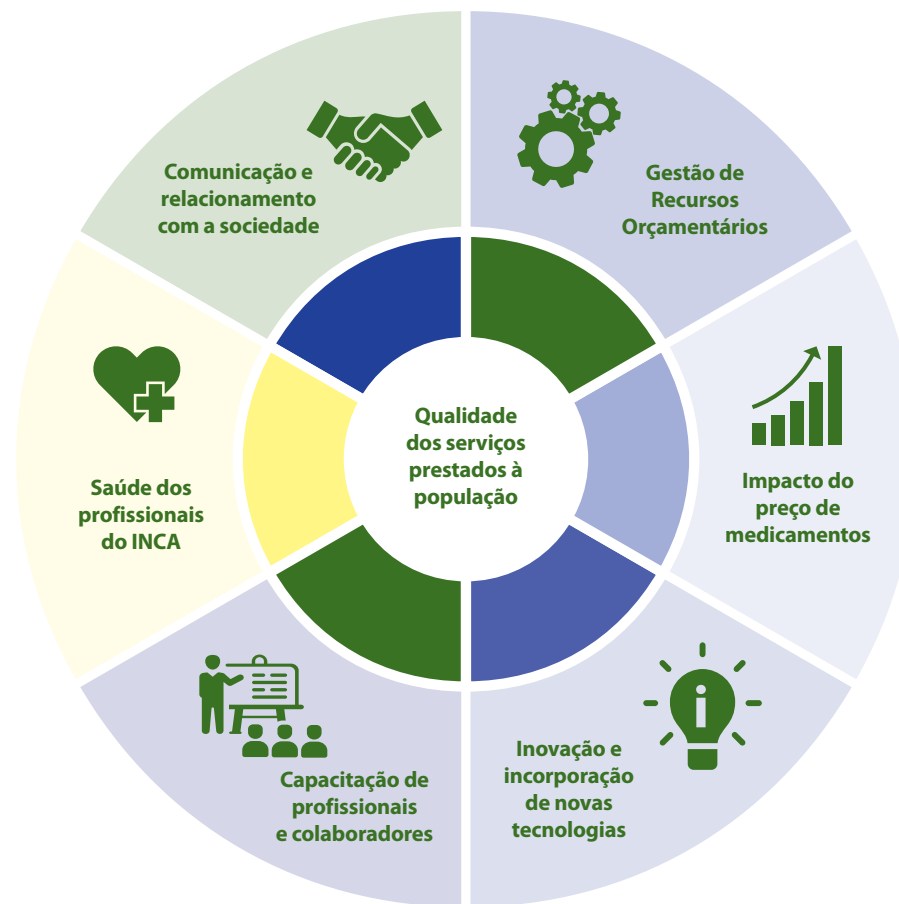 Comunicação e
relacionamento
com a sociedade
Gestão de
Recursos
Orçamentários
Qualidade
dos serviços
prestados à
população
Saúde dos
profissionais
do INCA
Impacto do
preço de
medicamentos
Capacitação de
profissionais
e colaboradores
Inovação e
incorporação
de novas
tecnologias